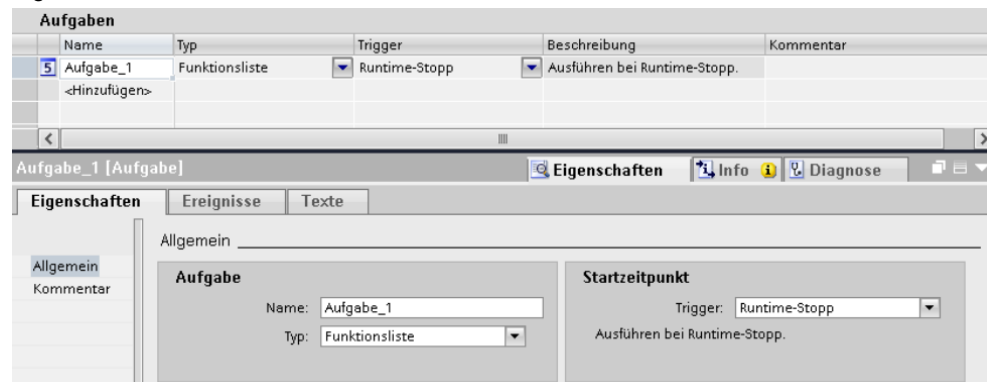 Aufgaben
Name Typ Trigger Beschreibung Kommentar
5 Aufgabe_1 Funktionsliste Runtime-Stopp Ausführen bei Runtime-Stopp.
<Hinzufügen>
Aufgabe_1 [Aufgabe] Eigenschaften Info Diagnose
Eigenschaften Ereignisse Texte
Allgemein
Allgemein
Kommentar
Aufgabe
Name: Aufgabe_1
Typ: Funktionsliste
Startzeitpunkt
Trigger: Runtime-Stopp
Ausführen bei Runtime-Stopp.